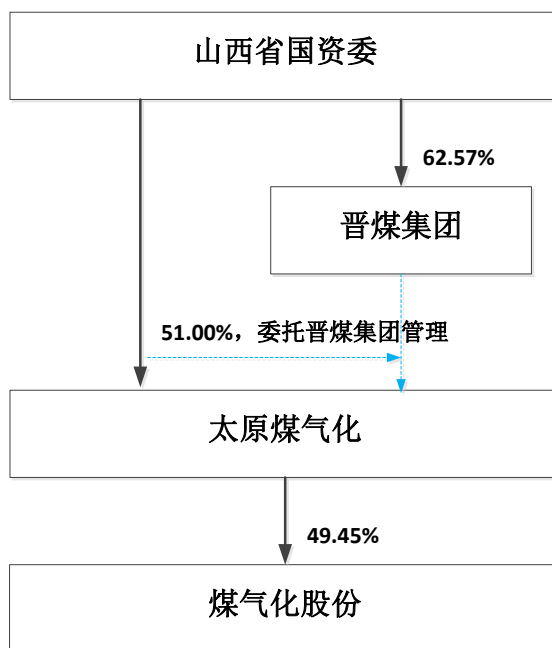 山西省国资委
62.57%
晋煤集团
51.00%，委托晋煤集团管理
太原煤气化
49.45%
煤气化股份